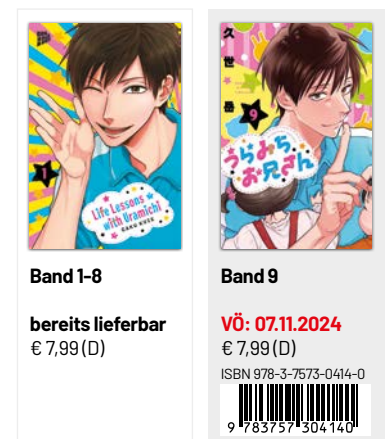 1
Life Lessons
with Uramichi
GAKU KUZE
Band 1-8
bereits lieferbar
€ 7,99 (D)
久世岳
9
うらみち
お兄さん
Band 9
VÖ: 07.11.2024
€ 7,99 (D)
ISBN 978-3-7573-0414-0
9 783757 304140